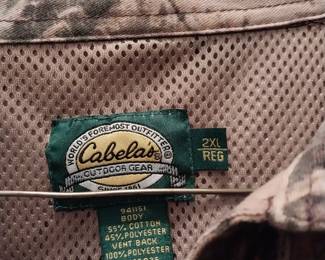 WORLD'S FOREMOST OUTFITTER®
Cabela's®
OUTDOOR GEAR
SINCE 1961
2XL
REG
941151
BODY
55% COTTON
45% POLYESTER
VENT BACK
100% POLYESTER